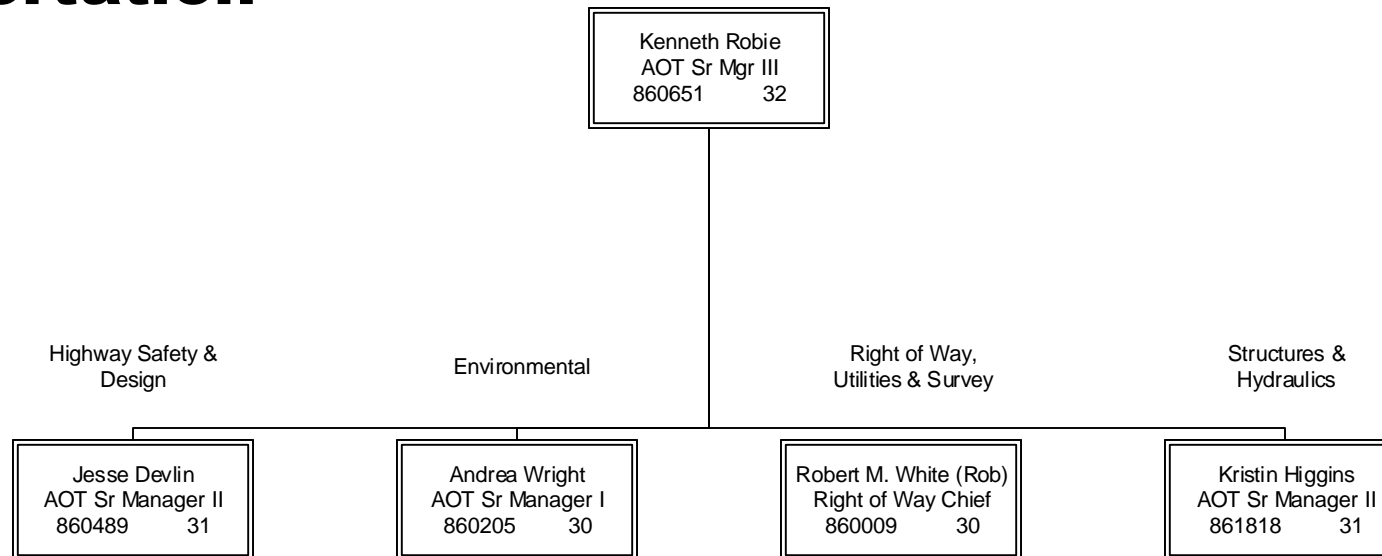 Kenneth Robie
AOT Sr Mgr III
860651 32
Highway Safety &
Design
Environmental
Right of Way,
Utilities & Survey
Structures &
Hydraulics
Jesse Devlin
AOT Sr Manager II
860489 31
Andrea Wright
AOT Sr Manager I
860205 30
Robert M. White (Rob)
Right of Way Chief
860009 30
Kristin Higgins
AOT Sr Manager II
861818 31